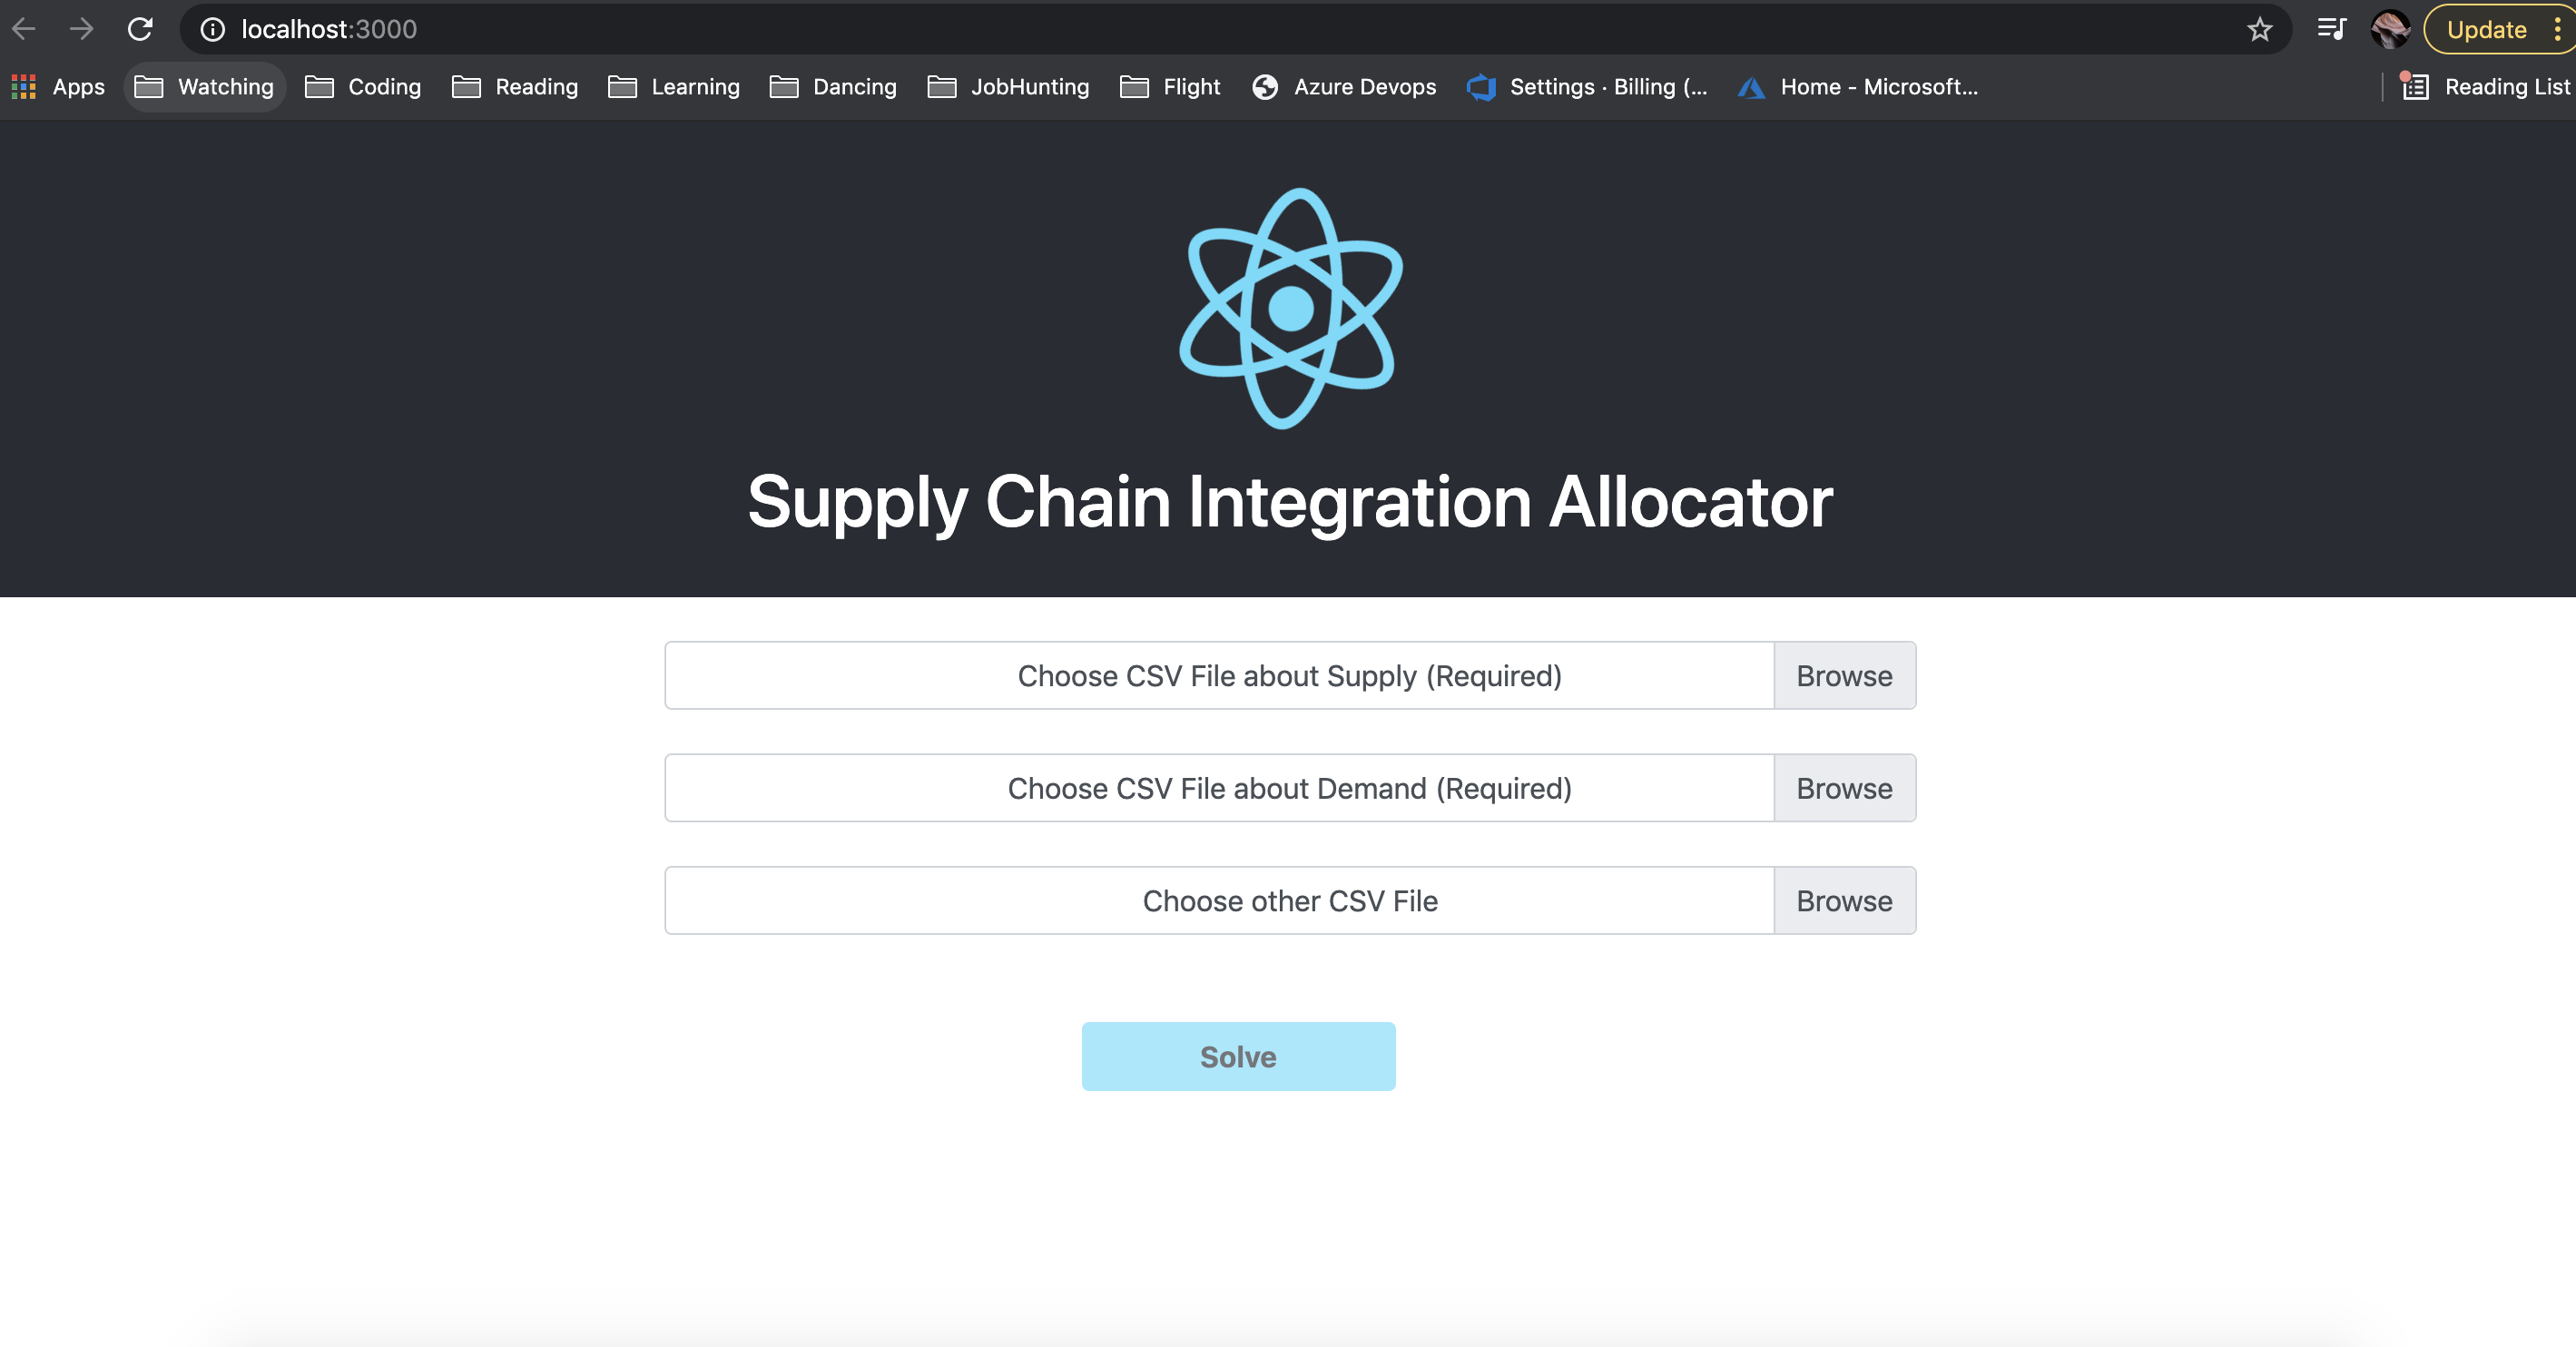 localhost:3000
Update
Apps
Watching
Coding
Reading
Learning
Dancing
JobHunting
Flight
Azure Devops
Settings · Billing (...
Home - Microsoft...
Reading List
Supply Chain Integration Allocator
Choose CSV File about Supply (Required)
Browse
Choose CSV File about Demand (Required)
Browse
Choose other CSV File
Browse
Solve